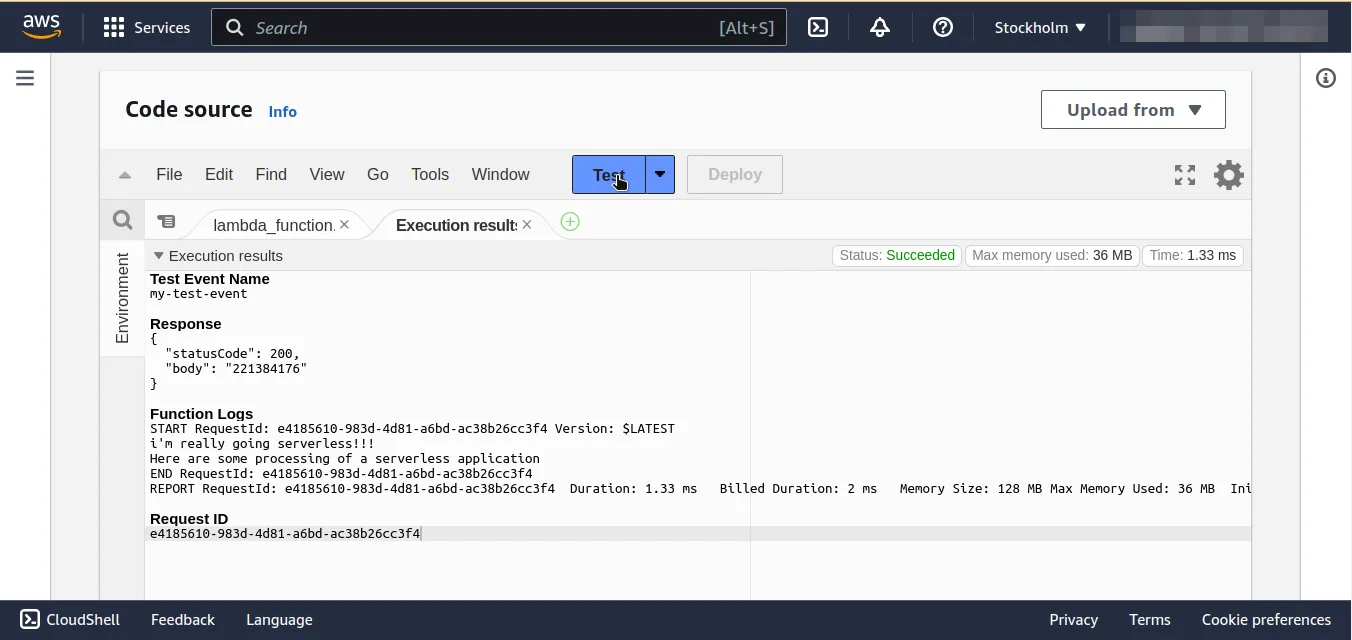 aws
Services
Search
[Alt+S]
Stockholm
Code source Info
Upload from
File Edit Find View Go Tools Window
Test
Deploy
lambda_function.
Execution results
Environment
Execution results
Status: Succeeded
Max memory used: 36 MB
Time: 1.33 ms
Test Event Name
my-test-event
Response
{
"statusCode": 200,
"body": "221384176"
}
Function Logs
START RequestId: e4185610-983d-4d81-a6bd-ac38b26cc3f4 Version: $LATEST
i'm really going serverless!!!
Here are some processing of a serverless application
END RequestId: e4185610-983d-4d81-a6bd-ac38b26cc3f4
REPORT RequestId: e4185610-983d-4d81-a6bd-ac38b26cc3f4 Duration: 1.33 ms Billed Duration: 2 ms Memory Size: 128 MB Max Memory Used: 36 MB Ini
Request ID
e4185610-983d-4d81-a6bd-ac38b26cc3f4
CloudShell Feedback Language
Privacy Terms Cookie preferences